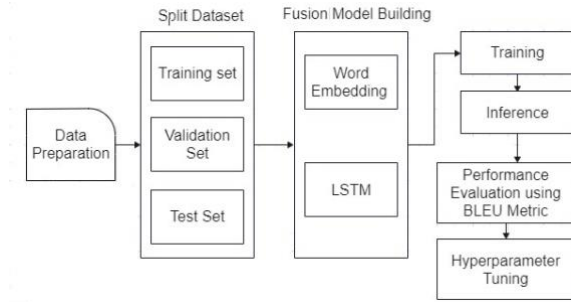 Split Dataset
Fusion Model Building
Data
Preparation
Training set
Validation
Set
Test Set
Word
Embedding
LSTM
Training
Inference
Performance
Evaluation using
BLEU Metric
Hyperparameter
Tuning